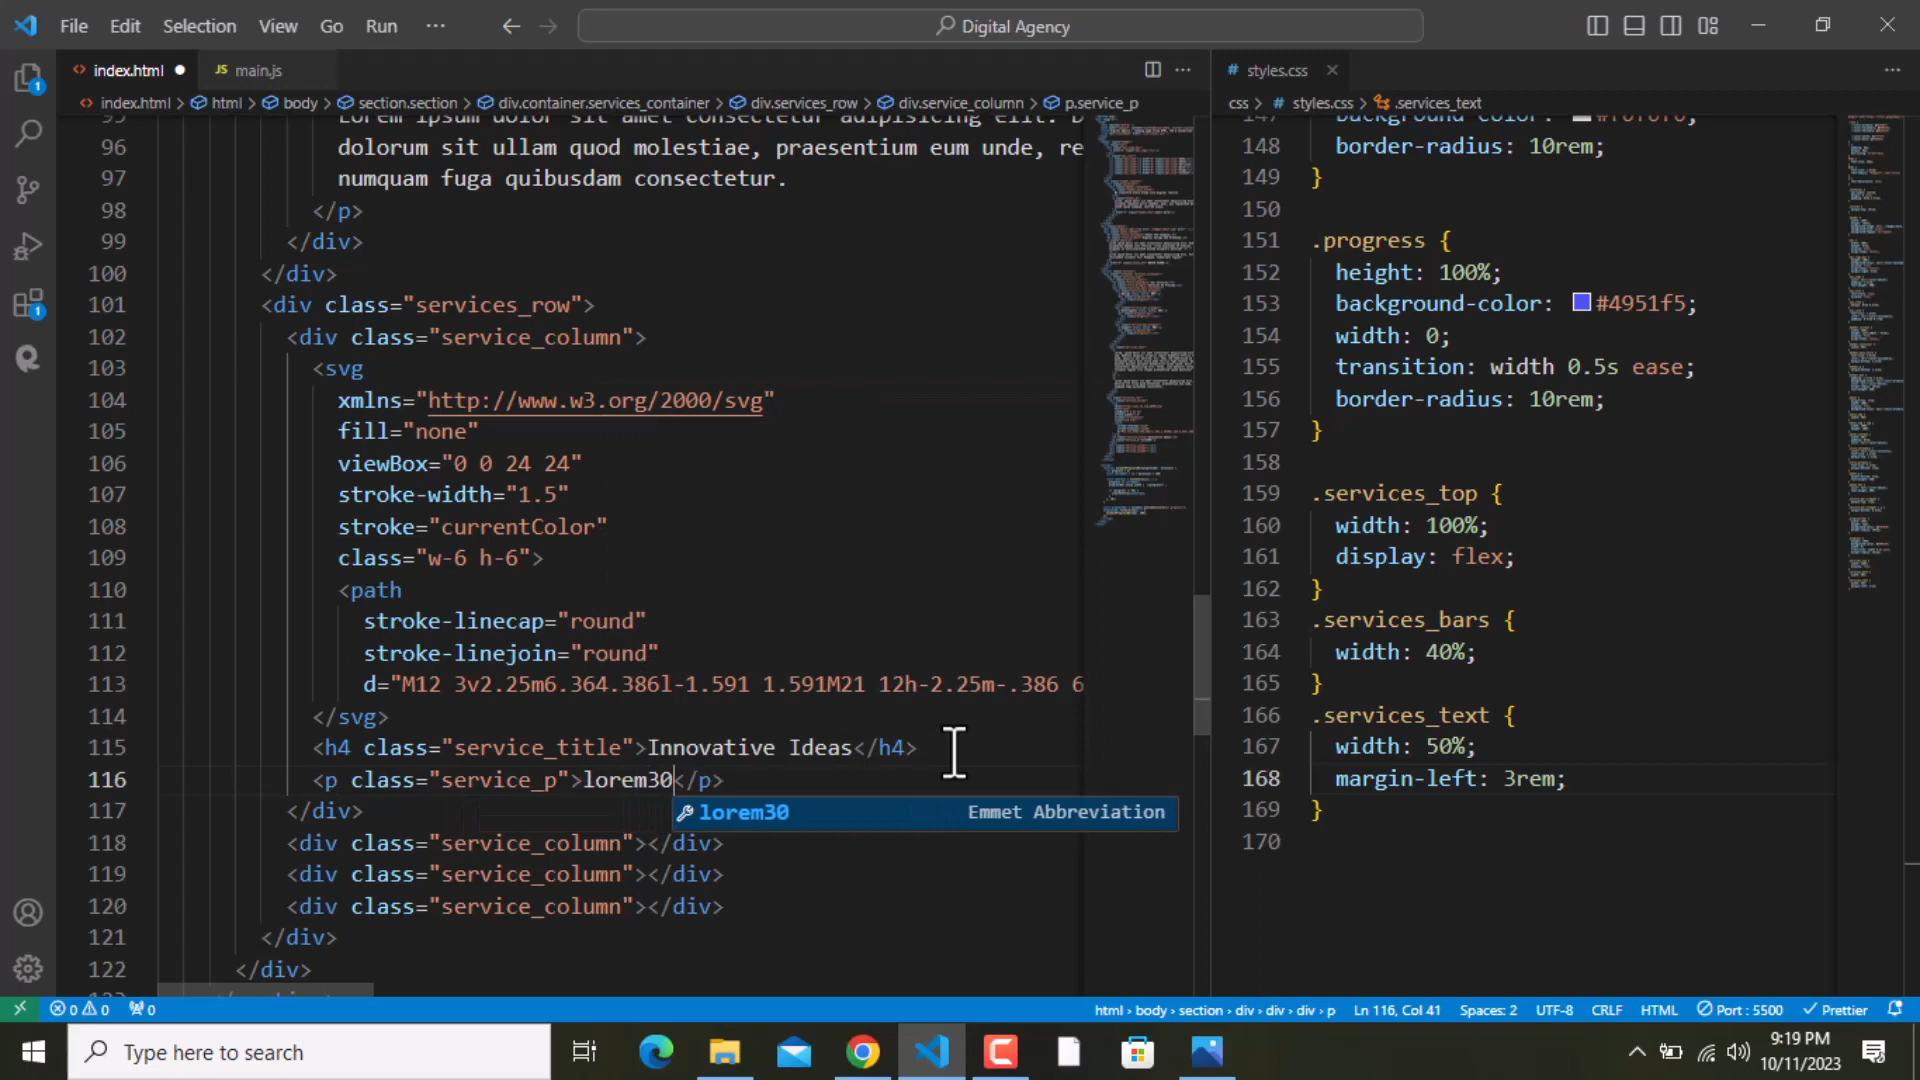 File Edit Selection View Go Run ··· Digital Agency
index.html JS main.js
index.html > html > body > section.section > div.container.services_container > div.services_row > div.service_column > p.service_p
96 dolorum sit ullam quod molestiae, praesentium eum unde, re
97 numquam fuga quibusdam consectetur.
98 </p>
99 </div>
100 </div>
101 <div class="services_row">
102 <div class="service_column">
103 <svg
104 xmlns="http://www.w3.org/2000/svg"
105 fill="none"
106 viewBox="0 0 24 24"
107 stroke-width="1.5"
108 stroke="currentColor"
109 class="w-6 h-6">
110 <path
111 stroke-linecap="round"
112 stroke-linejoin="round"
113 d="M12 3v2.25m6.364.386l-1.591 1.591M21 12h-2.25m-.386 6
114 </svg>
115 <h4 class="service_title">Innovative Ideas</h4>
116 <p class="service_p">lorem30</p>
lorem30 Emmet Abbreviation
117 </div>
118 <div class="service_column"></div>
119 <div class="service_column"></div>
120 <div class="service_column"></div>
121 </div>
122 </div>
# styles.css
css > # styles.css > .services_text
148 border-radius: 10rem;
149 }
150
151 .progress {
152 height: 100%;
153 background-color: #4951f5;
154 width: 0;
155 transition: width 0.5s ease;
156 border-radius: 10rem;
157 }
158
159 .services_top {
160 width: 100%;
161 display: flex;
162 }
163 .services_bars {
164 width: 40%;
165 }
166 .services_text {
167 width: 50%;
168 margin-left: 3rem;
169 }
170
0 0 0 html > body > section > div > div > div > p Ln 116, Col 41 Spaces: 2 UTF-8 CRLF HTML Port : 5500 Prettier
Type here to search
9:19 PM
10/11/2023